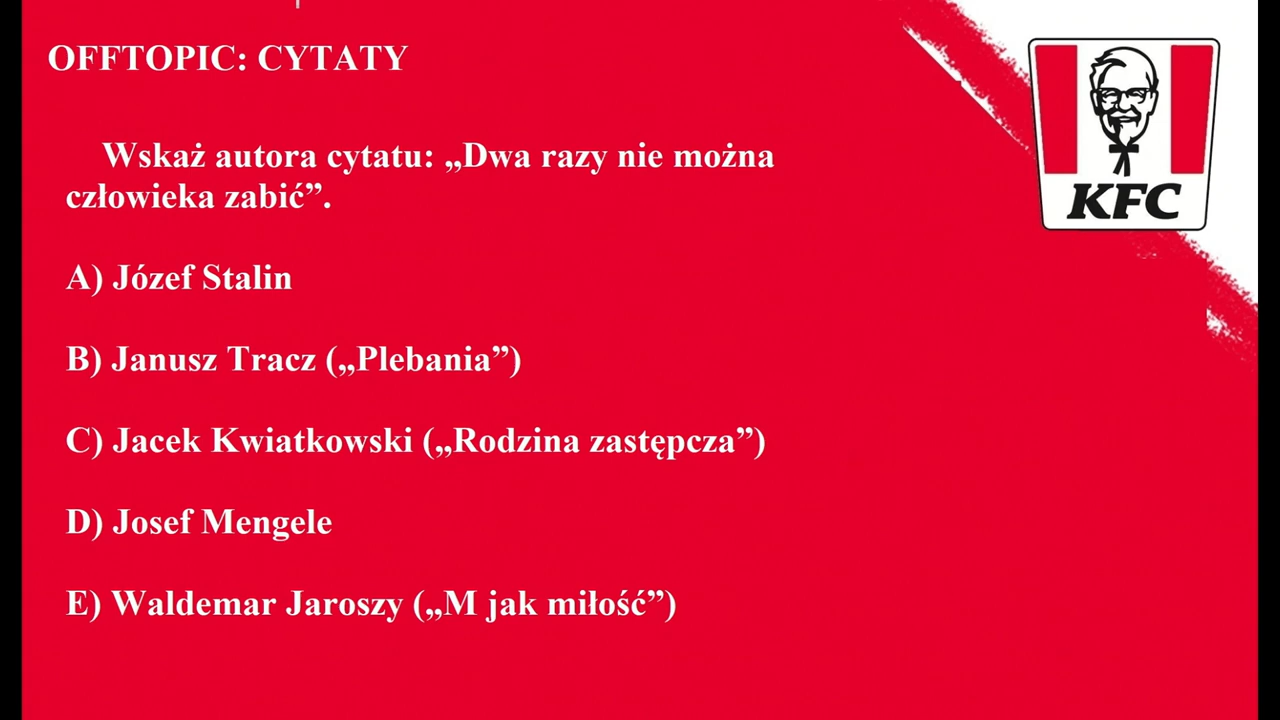 OFFTOPIC: CYTATY
Wskaż autora cytatu: „Dwa razy nie można
człowieka zabić”.
A) Józef Stalin
B) Janusz Tracz („Plebania”)
C) Jacek Kwiatkowski („Rodzina zastępcza”)
D) Josef Mengele
E) Waldemar Jaroszy („M jak miłość”)
KFC